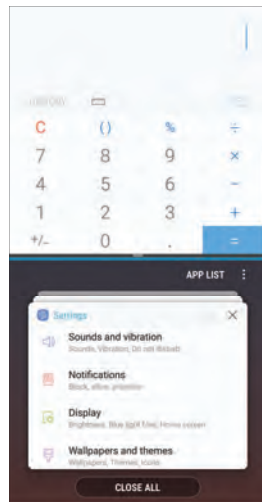 HISTORY
C () % ÷
7 8 9 ×
4 5 6 −
1 2 3 +
+/− 0 . =
APP LIST
Settings
Sounds and vibration
Sounds, Vibration, Do not disturb
Notifications
Block, allow, prioritize
Display
Brightness, Blue light filter, Home screen
Wallpapers and themes
Wallpapers, Themes, Icons
CLOSE ALL